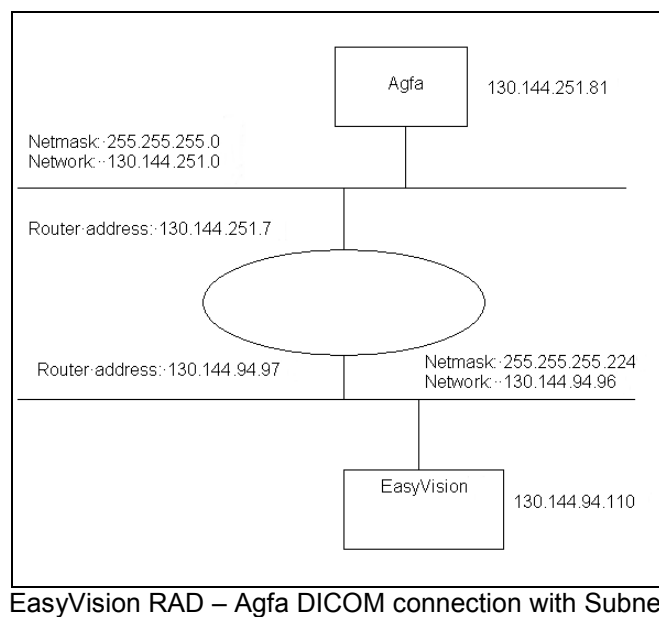 Agfa
130.144.251.81
Netmask:·255.255.255.0
Network:··130.144.251.0
Router·address:·130.144.251.7
Router·address:·130.144.94.97
Netmask:·255.255.255.224
Network:··130.144.94.96
EasyVision
130.144.94.110
EasyVision RAD – Agfa DICOM connection with Subne